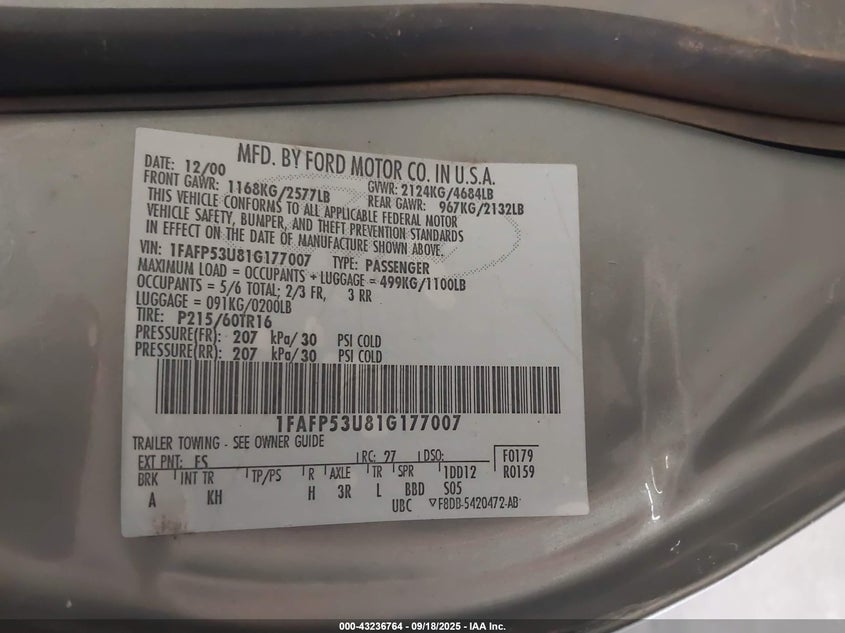 MFD. BY FORD MOTOR CO. IN U.S.A.
DATE: 12/00 GVWR: 2124KG/4684LB
FRONT GAWR: 1168KG/2577LB REAR GAWR: 967KG/2132LB
THIS VEHICLE CONFORMS TO ALL APPLICABLE FEDERAL MOTOR
VEHICLE SAFETY, BUMPER, AND THEFT PREVENTION STANDARDS
IN EFFECT ON THE DATE OF MANUFACTURE SHOWN ABOVE.
VIN: 1FAFP53U81G177007 TYPE: PASSENGER
MAXIMUM LOAD = OCCUPANTS + LUGGAGE = 499KG/1100LB
OCCUPANTS = 5/6 TOTAL; 2/3 FR, 3 RR
LUGGAGE = 091KG/0200LB
TIRE: P215/60TR16
PRESSURE(FR): 207 kPa/30 PSI COLD
PRESSURE(RR): 207 kPa/30 PSI COLD
1FAFP53U81G177007
TRAILER TOWING - SEE OWNER GUIDE
EXT PNT: FS RC: 27 DSO: F0179
BRK INT TR TP/PS R AXLE TR SPR 1DD12 R0159
A KH H 3R L BBD S05
UBC F8DB-5420472-AB
000-43236764 - 09/18/2025 - IAA Inc.